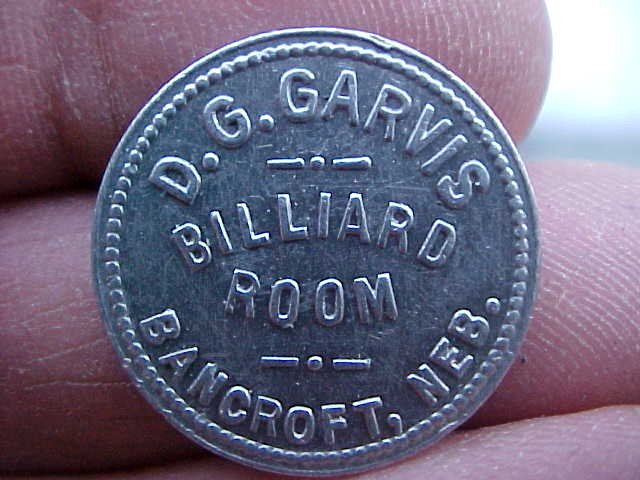 D.G. GARVIS
BILLIARD
ROOM
BANCROFT, NEB.